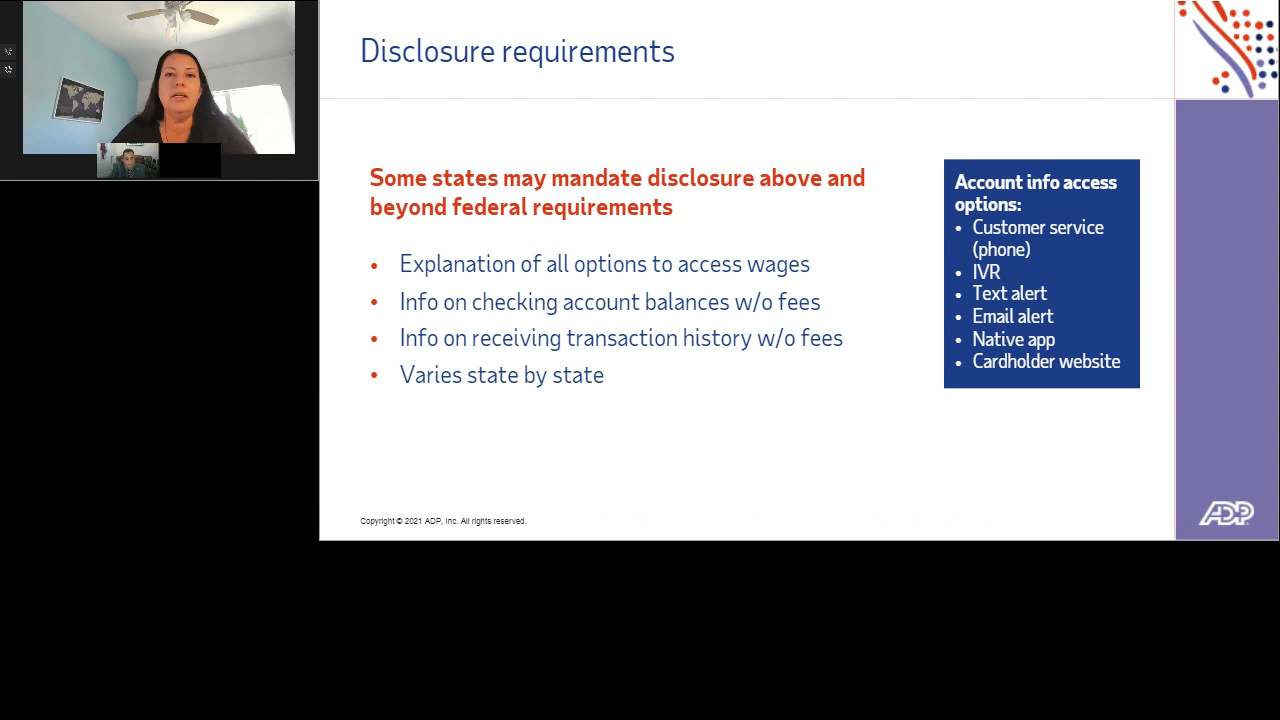 Disclosure requirements
Some states may mandate disclosure above and
beyond federal requirements
• Explanation of all options to access wages
• Info on checking account balances w/o fees
• Info on receiving transaction history w/o fees
• Varies state by state
Account info access
options:
• Customer service
(phone)
• IVR
• Text alert
• Email alert
• Native app
• Cardholder website
Copyright © 2021 ADP, Inc. All rights reserved.
ADP